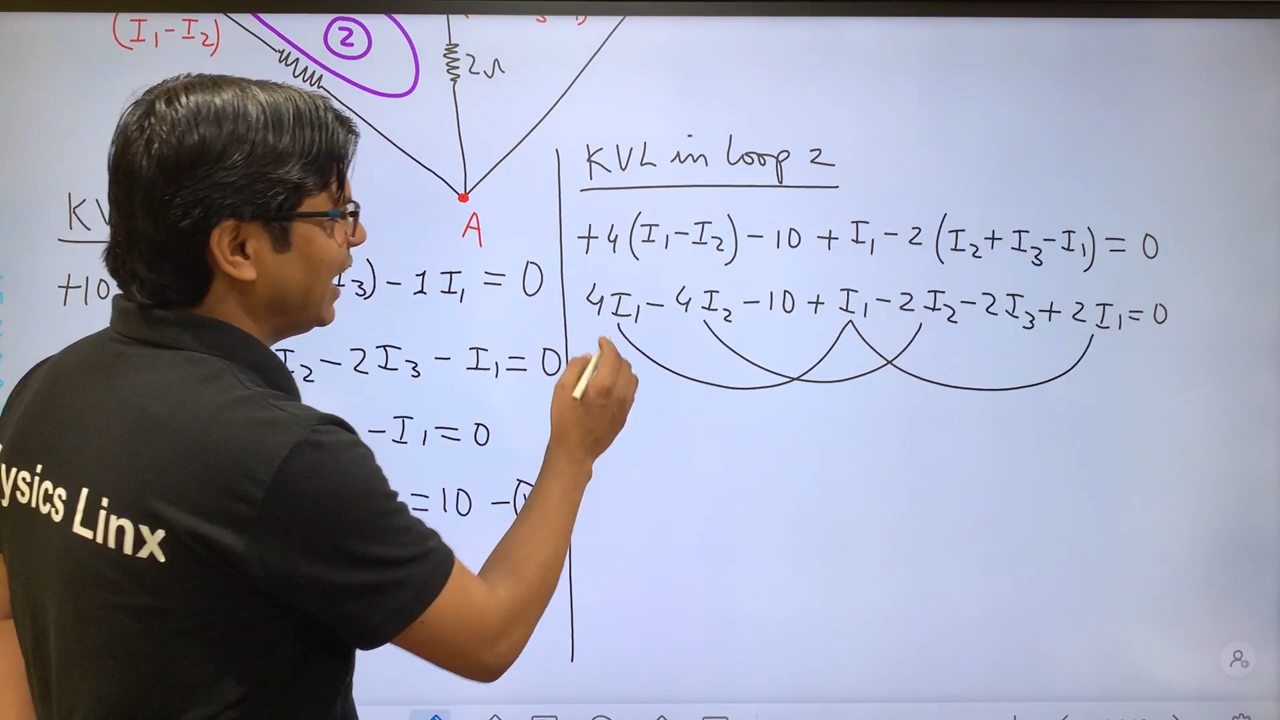 (I₁-I₂)
2
2Ω
A
KVL in loop 2
+4(I₁-I₂)-10+I₁-2(I₂+I₃-I₁)=0
4I₁-4I₂-10+I₁-2I₂-2I₃+2I₁=0
KV
+10
I₃)-1I₁=0
I₂-2I₃-I₁=0
-I₁=0
=10-
ysics Linx